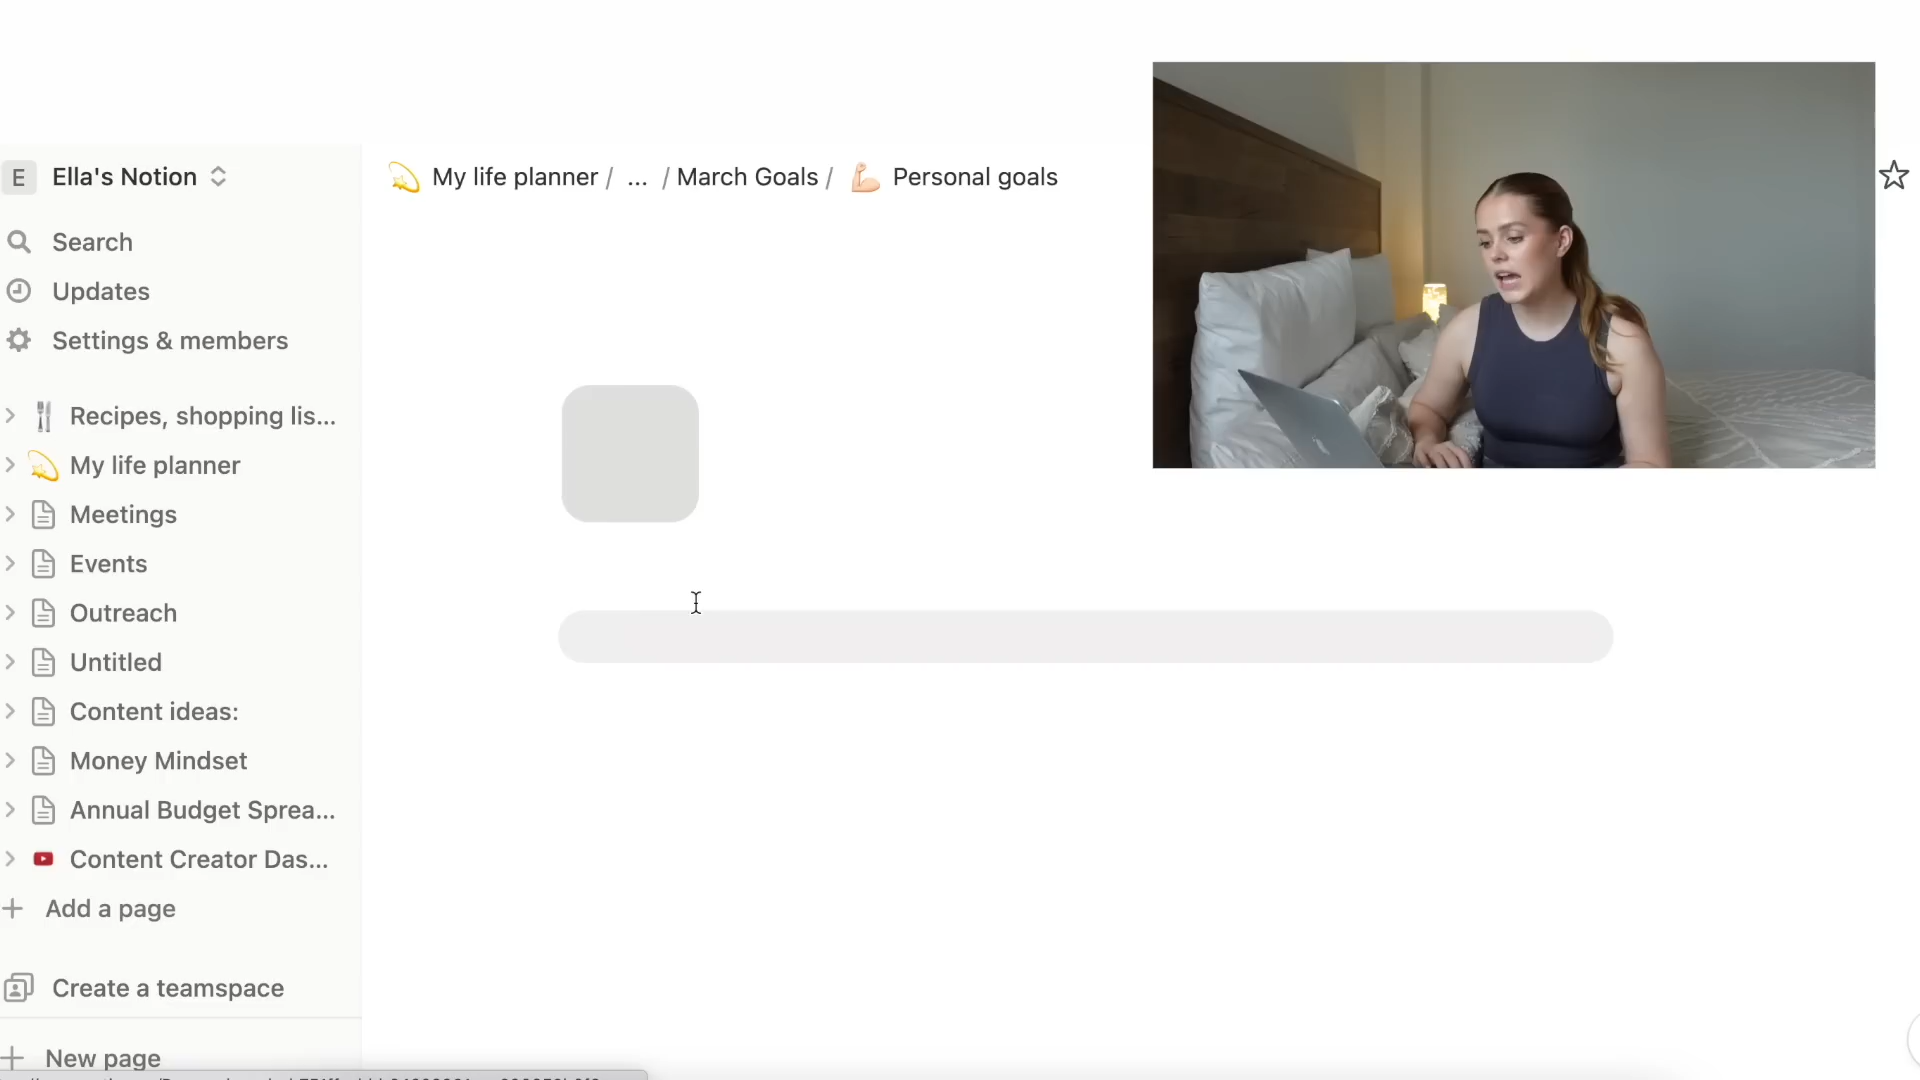 E Ella's Notion
My life planner / ... / March Goals / Personal goals
Search
Updates
Settings & members
Recipes, shopping lis...
My life planner
Meetings
Events
Outreach
Untitled
Content ideas:
Money Mindset
Annual Budget Sprea...
Content Creator Das...
Add a page
Create a teamspace
New page